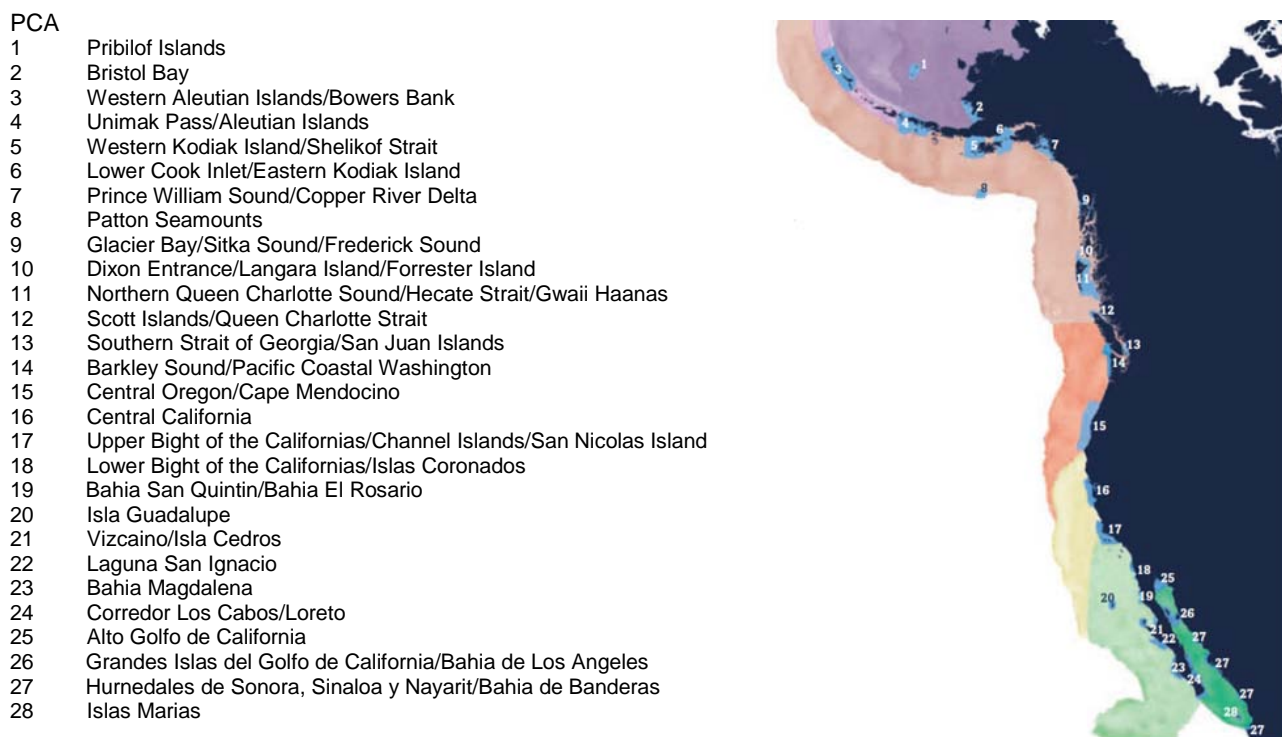 PCA
1 Pribilof Islands
2 Bristol Bay
3 Western Aleutian Islands/Bowers Bank
4 Unimak Pass/Aleutian Islands
5 Western Kodiak Island/Shelikof Strait
6 Lower Cook Inlet/Eastern Kodiak Island
7 Prince William Sound/Copper River Delta
8 Patton Seamounts
9 Glacier Bay/Sitka Sound/Frederick Sound
10 Dixon Entrance/Langara Island/Forrester Island
11 Northern Queen Charlotte Sound/Hecate Strait/Gwaii Haanas
12 Scott Islands/Queen Charlotte Strait
13 Southern Strait of Georgia/San Juan Islands
14 Barkley Sound/Pacific Coastal Washington
15 Central Oregon/Cape Mendocino
16 Central California
17 Upper Bight of the Californias/Channel Islands/San Nicolas Island
18 Lower Bight of the Californias/Islas Coronados
19 Bahia San Quintin/Bahia El Rosario
20 Isla Guadalupe
21 Vizcaino/Isla Cedros
22 Laguna San Ignacio
23 Bahia Magdalena
24 Corredor Los Cabos/Loreto
25 Alto Golfo de California
26 Grandes Islas del Golfo de California/Bahia de Los Angeles
27 Hurnedales de Sonora, Sinaloa y Nayarit/Bahia de Banderas
28 Islas Marias
1
3
2
4
6
5
7
8
9
10
11
12
13
14
15
16
17
18
25
20
19
26
21
22
27
27
23
24
27
28
27